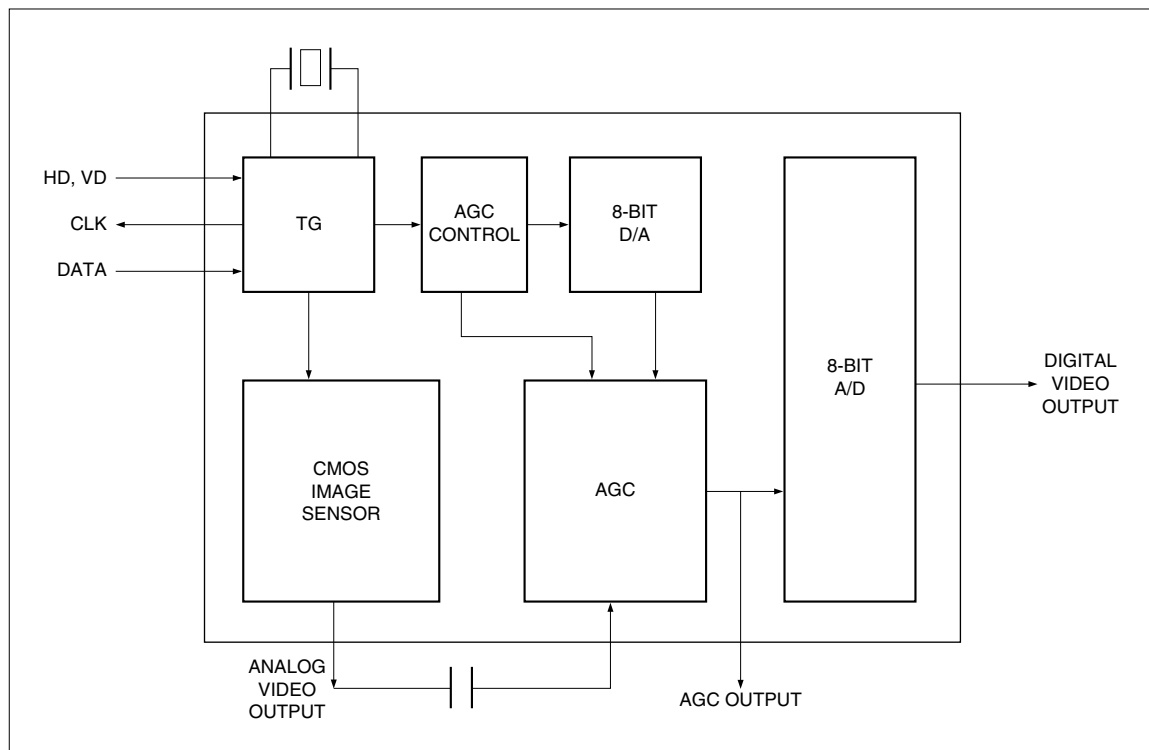 HD, VD
CLK
DATA
TG
AGC
CONTROL
8-BIT
D/A
8-BIT
A/D
DIGITAL
VIDEO
OUTPUT
CMOS
IMAGE
SENSOR
AGC
ANALOG
VIDEO
OUTPUT
AGC OUTPUT